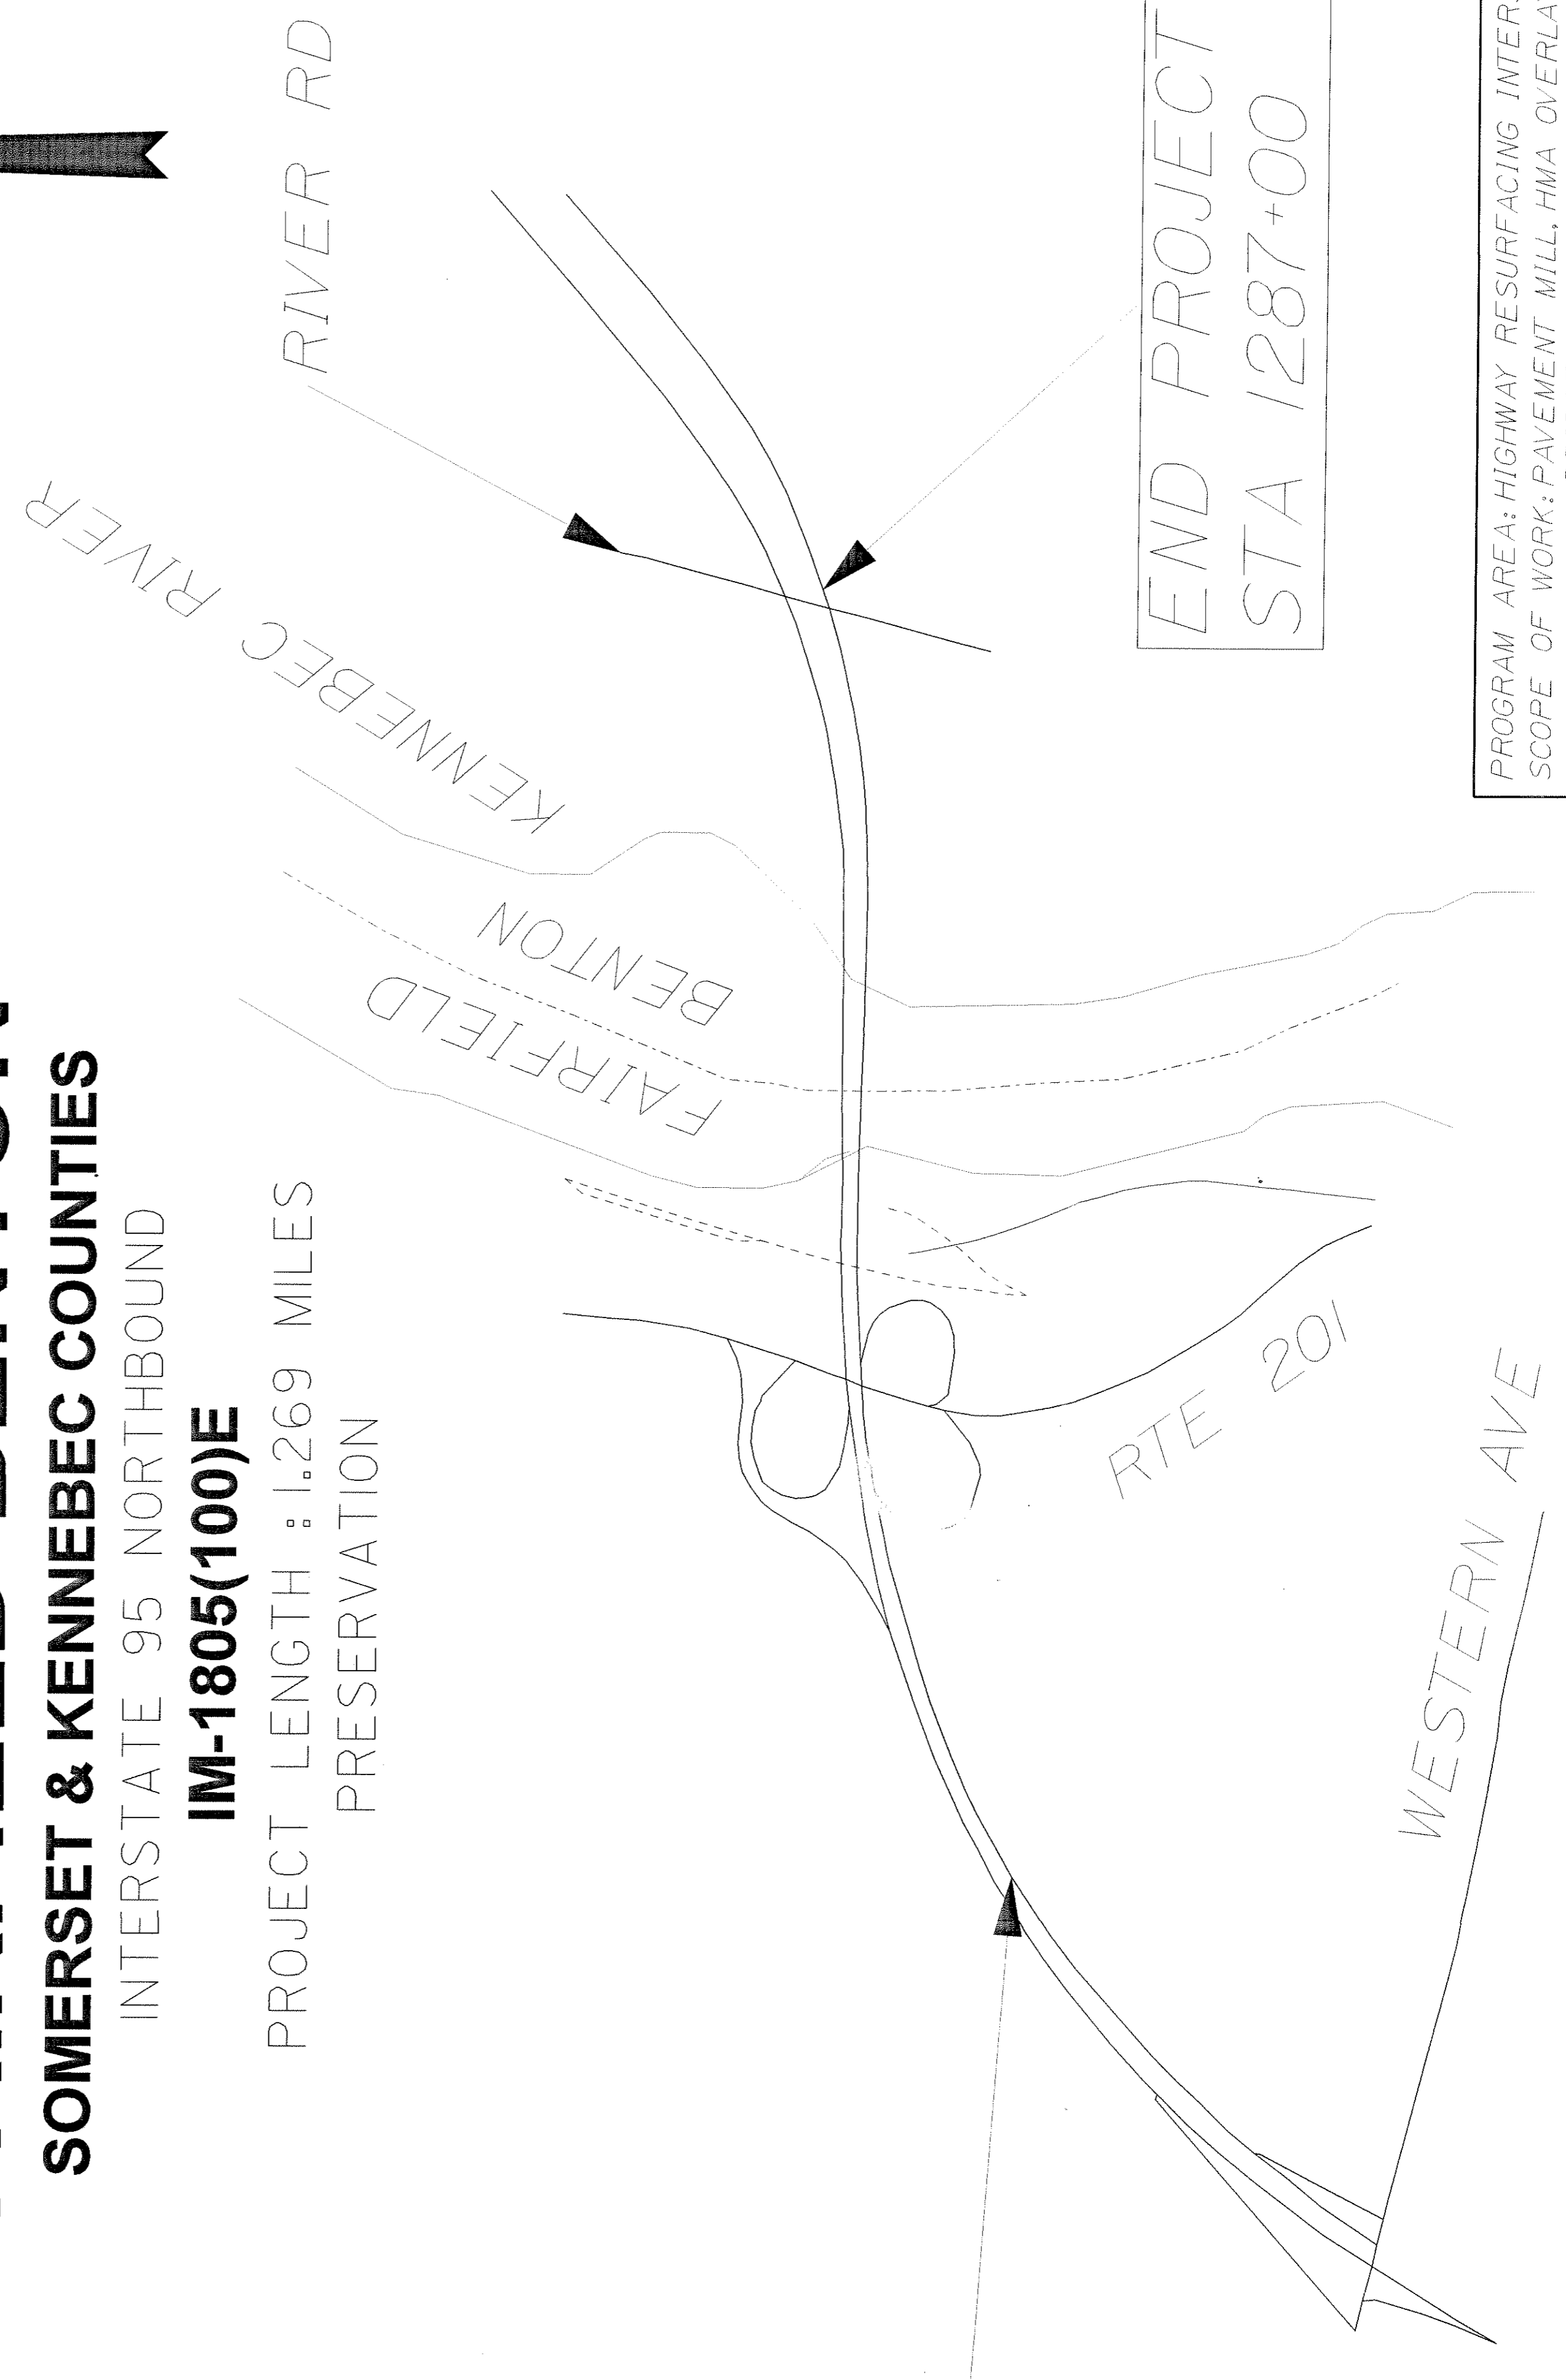 SOMERSET & KENNEBEC COUNTIES
INTERSTATE 95 NORTHBOUND
IM-1805(100)E
PROJECT LENGTH : 1.269 MILES
PRESERVATION
RIVER RD
KENNEBEC RIVER
BENTON
FAIRFIELD
RTE 201
WESTERN AVE
END PROJECT
STA 1287+00
PROGRAM AREA: HIGHWAY RESURFACING
SCOPE OF WORK: PAVEMENT MILL, HMA